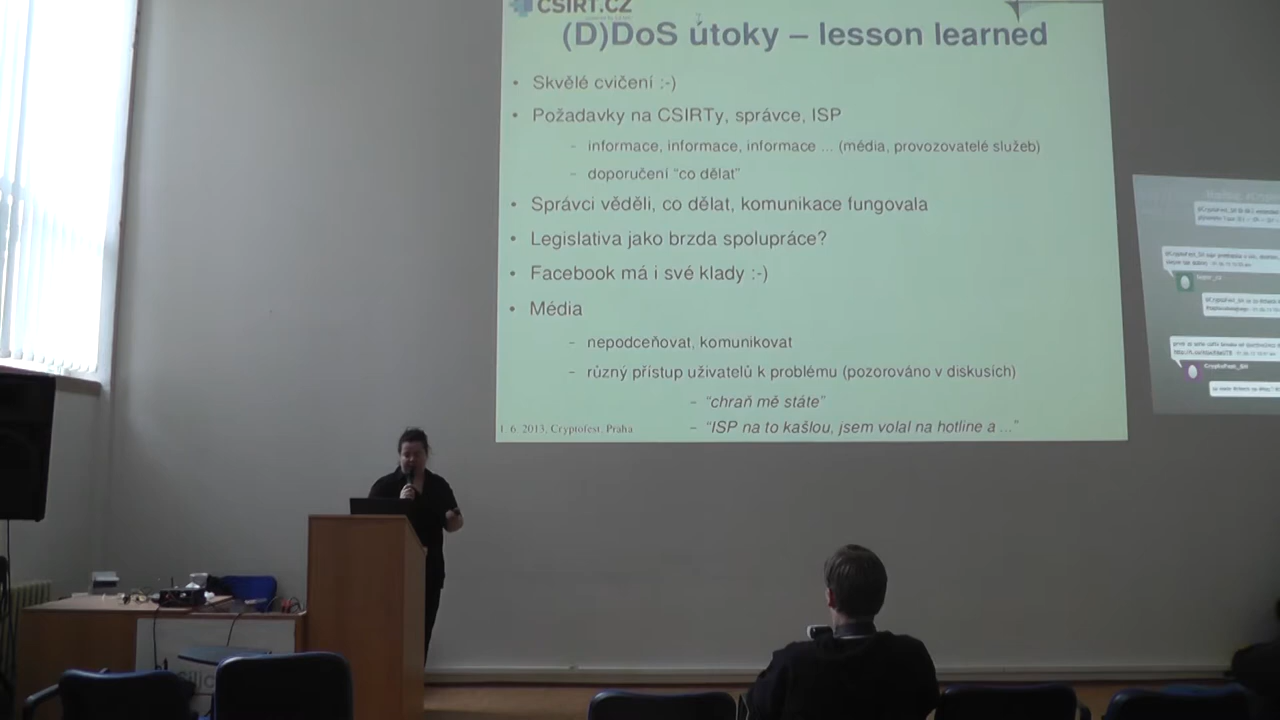 CSIRT.CZ
(D)DoS útoky – lesson learned
• Skvělé cvičení :-)
• Požadavky na CSIRTy, správce, ISP
– informace, informace, informace ... (média, provozovatelé služeb)
– doporučení “co dělat”
• Správci věděli, co dělat, komunikace fungovala
• Legislativa jako brzda spolupráce?
• Facebook má i své klady :-)
• Média
– nepodceňovat, komunikovat
– různý přístup uživatelů k problému (pozorováno v diskusích)
– “chraň mě státe”
– “ISP na to kašlou, jsem volal na hotline a ...”
1. 6. 2013, Cryptofest, Praha
CryptoFest_SH